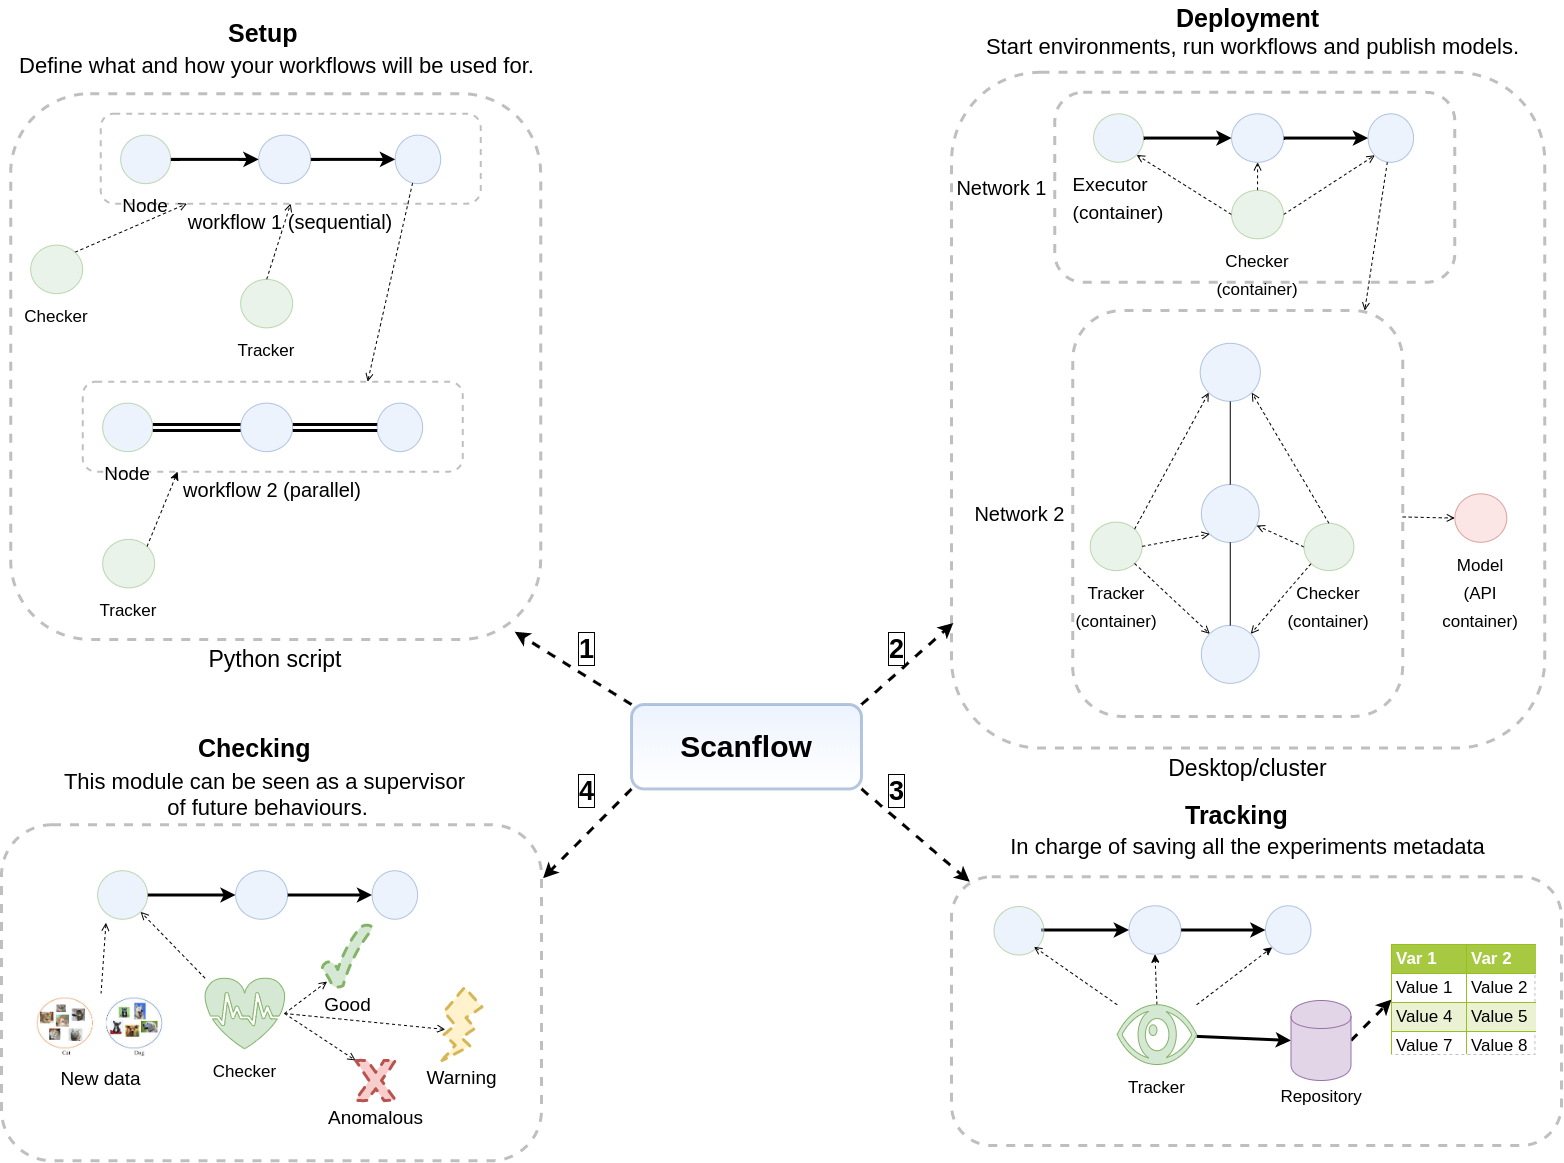 Setup
Define what and how your workflows will be used for.
Node
workflow 1 (sequential)
Checker
Tracker
Node
workflow 2 (parallel)
Tracker
Python script
Deployment
Start environments, run workflows and publish models.
Network 1
Executor
(container)
Checker
(container)
Network 2
Tracker
(container)
Checker
(container)
Model
(API
container)
Desktop/cluster
1
2
Scanflow
4
3
Checking
This module can be seen as a supervisor
of future behaviours.
Cat
Dog
New data
Checker
Good
Warning
Anomalous
Tracking
In charge of saving all the experiments metadata
Tracker
Repository
Var 1 Var 2
Value 1 Value 2
Value 4 Value 5
Value 7 Value 8